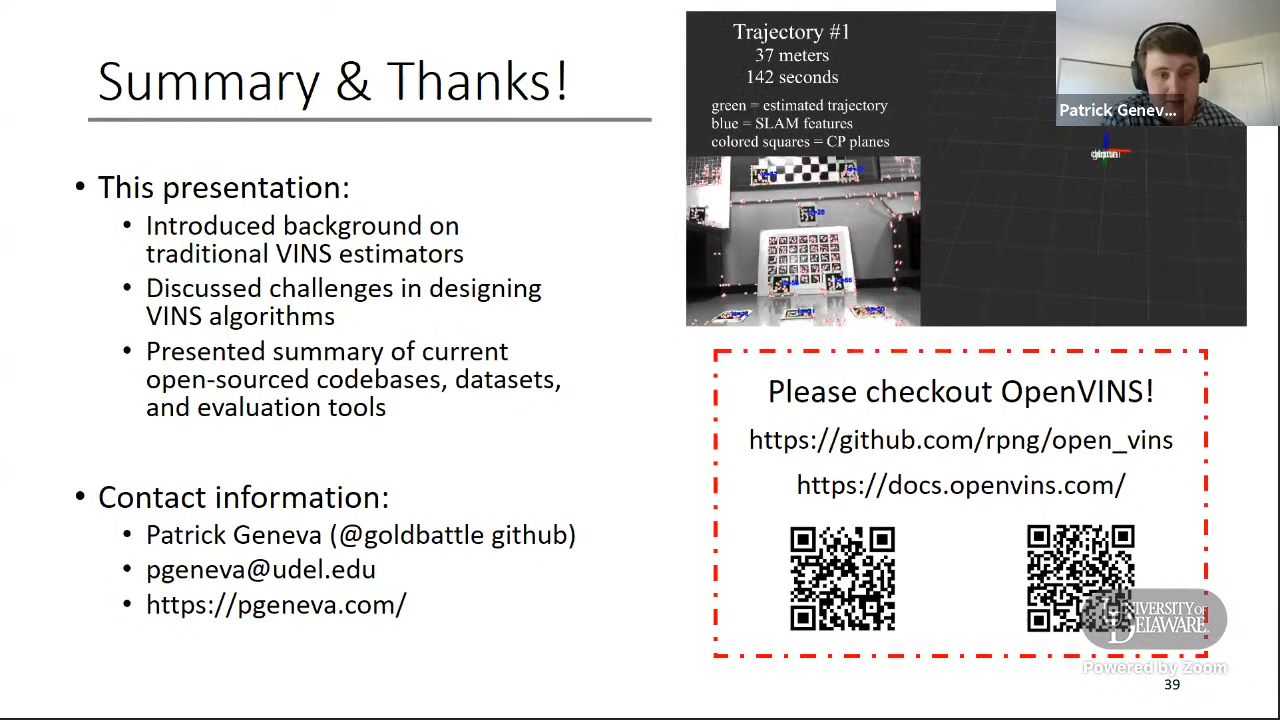 Summary & Thanks!
• This presentation:
• Introduced background on
traditional VINS estimators
• Discussed challenges in designing
VINS algorithms
• Presented summary of current
open-sourced codebases, datasets,
and evaluation tools
• Contact information:
• Patrick Geneva (@goldbattle github)
• pgeneva@udel.edu
• https://pgeneva.com/
Trajectory #1
37 meters
142 seconds
green = estimated trajectory
blue = SLAM features
colored squares = CP planes
Patrick Genev...
Please checkout OpenVINS!
https://github.com/rpng/open_vins
https://docs.openvins.com/
UNIVERSITY OF
DELAWARE.
Powered by Zoom
39